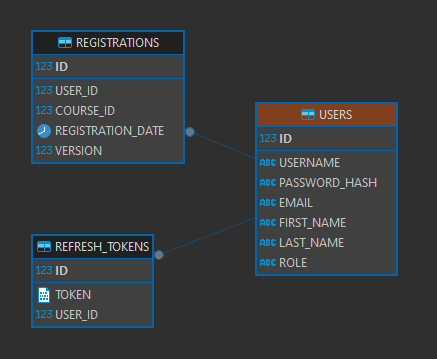 REGISTRATIONS
123 ID
123 USER_ID
123 COURSE_ID
REGISTRATION_DATE
123 VERSION
USERS
123 ID
ABC USERNAME
ABC PASSWORD_HASH
ABC EMAIL
ABC FIRST_NAME
ABC LAST_NAME
ABC ROLE
REFRESH_TOKENS
123 ID
TOKEN
123 USER_ID